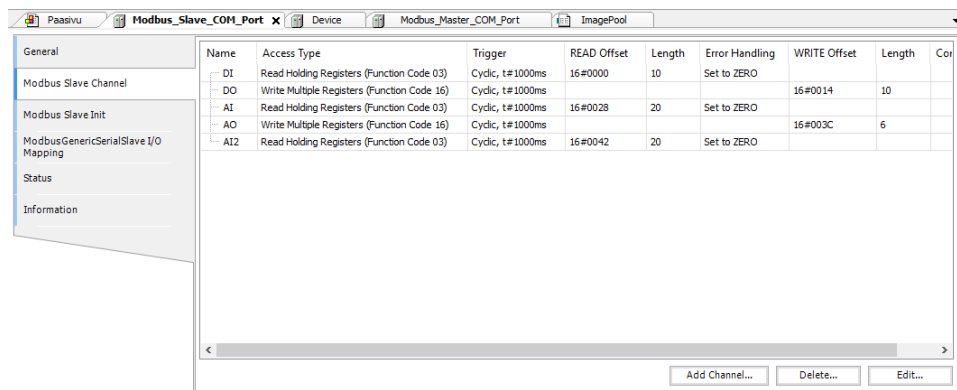 Paasivu Modbus_Slave_COM_Port x Device Modbus_Master_COM_Port ImagePool
General
Modbus Slave Channel
Modbus Slave Init
ModbusGenericSerialSlave I/O
Mapping
Status
Information
Name Access Type Trigger READ Offset Length Error Handling WRITE Offset Length Cor
DI Read Holding Registers (Function Code 03) Cyclic, t#1000ms 16#0000 10 Set to ZERO
DO Write Multiple Registers (Function Code 16) Cyclic, t#1000ms 16#0014 10
AI Read Holding Registers (Function Code 03) Cyclic, t#1000ms 16#0028 20 Set to ZERO
AO Write Multiple Registers (Function Code 16) Cyclic, t#1000ms 16#003C 6
AI2 Read Holding Registers (Function Code 03) Cyclic, t#1000ms 16#0042 20 Set to ZERO
Add Channel... Delete... Edit...